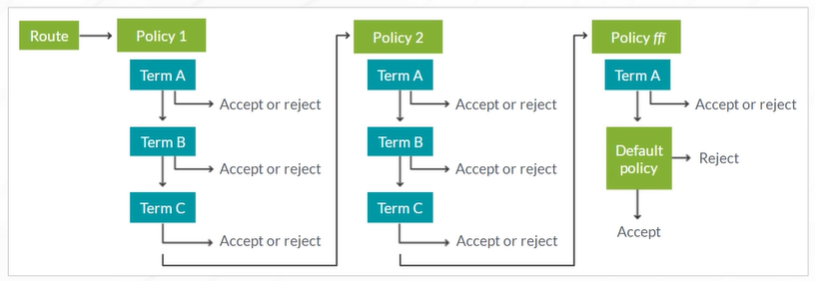 Route
Policy 1
Term A
Accept or reject
Term B
Accept or reject
Term C
Accept or reject
Policy 2
Term A
Accept or reject
Term B
Accept or reject
Term C
Accept or reject
Policy ffi
Term A
Accept or reject
Default
policy
Reject
Accept